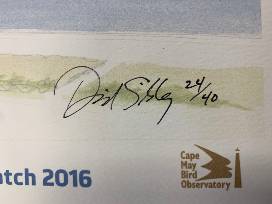 David Sibley 24/40
atch 2016
Cape
May
Bird
Observatory